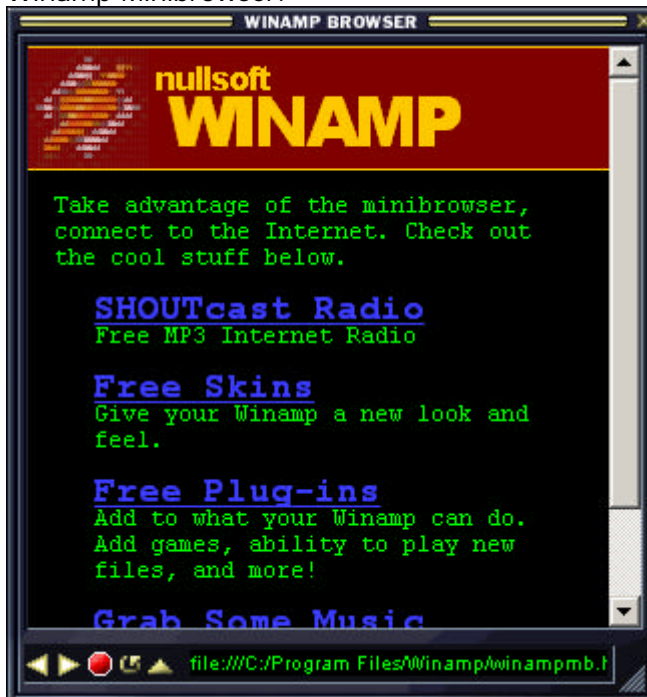 Winamp Minibrowser:
WINAMP BROWSER
nullsoft
WINAMP
Take advantage of the minibrowser,
connect to the Internet. Check out
the cool stuff below.
SHOUTcast Radio
Free MP3 Internet Radio
Free Skins
Give your Winamp a new look and
feel.
Free Plug-ins
Add to what your Winamp can do.
Add games, ability to play new
files, and more!
Grab Some Music
file:///C:/Program Files/Winamp/winampmb.h